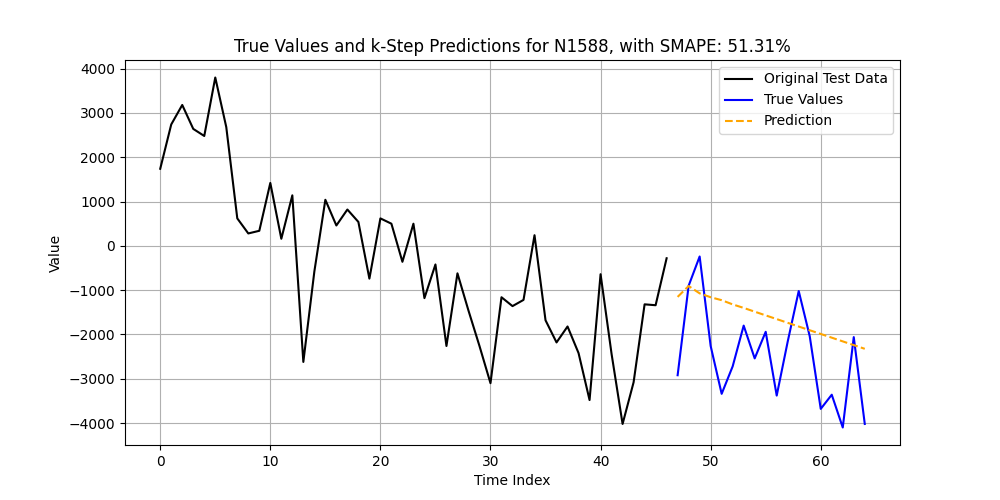 True Values and k-Step Predictions for N1588, with SMAPE: 51.31%
Original Test Data
True Values
Prediction
Value
4000
3000
2000
1000
0
−1000
−2000
−3000
−4000
0 10 20 30 40 50 60
Time Index